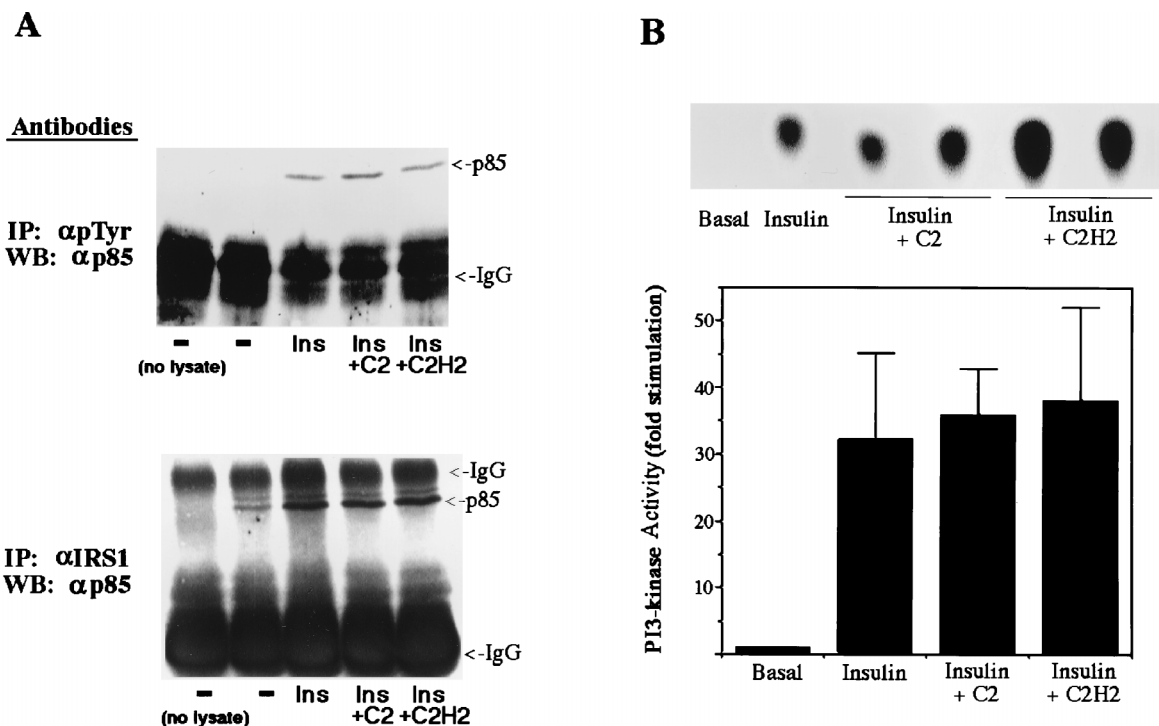 A
Antibodies
IP: αpTyr
WB: αp85
<-p85
<-IgG
- - Ins Ins Ins
(no lysate) +C2 +C2H2
IP: αIRS1
WB: αp85
<-IgG
<-p85
<-IgG
- - Ins Ins Ins
(no lysate) +C2 +C2H2
B
Basal Insulin Insulin Insulin
+ C2 + C2H2
PI3-kinase Activity (fold stimulation)
50
40
30
20
10
Basal Insulin Insulin Insulin
+ C2 + C2H2